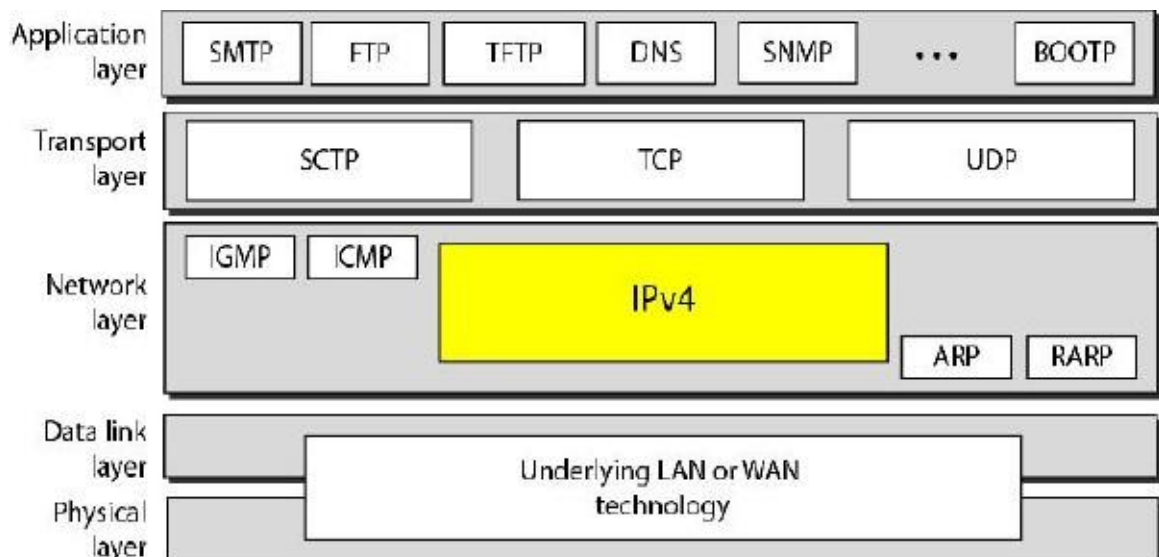 Application layer
SMTP FTP TFTP DNS SNMP ... BOOTP
Transport layer
SCTP TCP UDP
Network layer
IGMP ICMP
IPv4
ARP RARP
Data link layer
Underlying LAN or WAN
technology
Physical layer